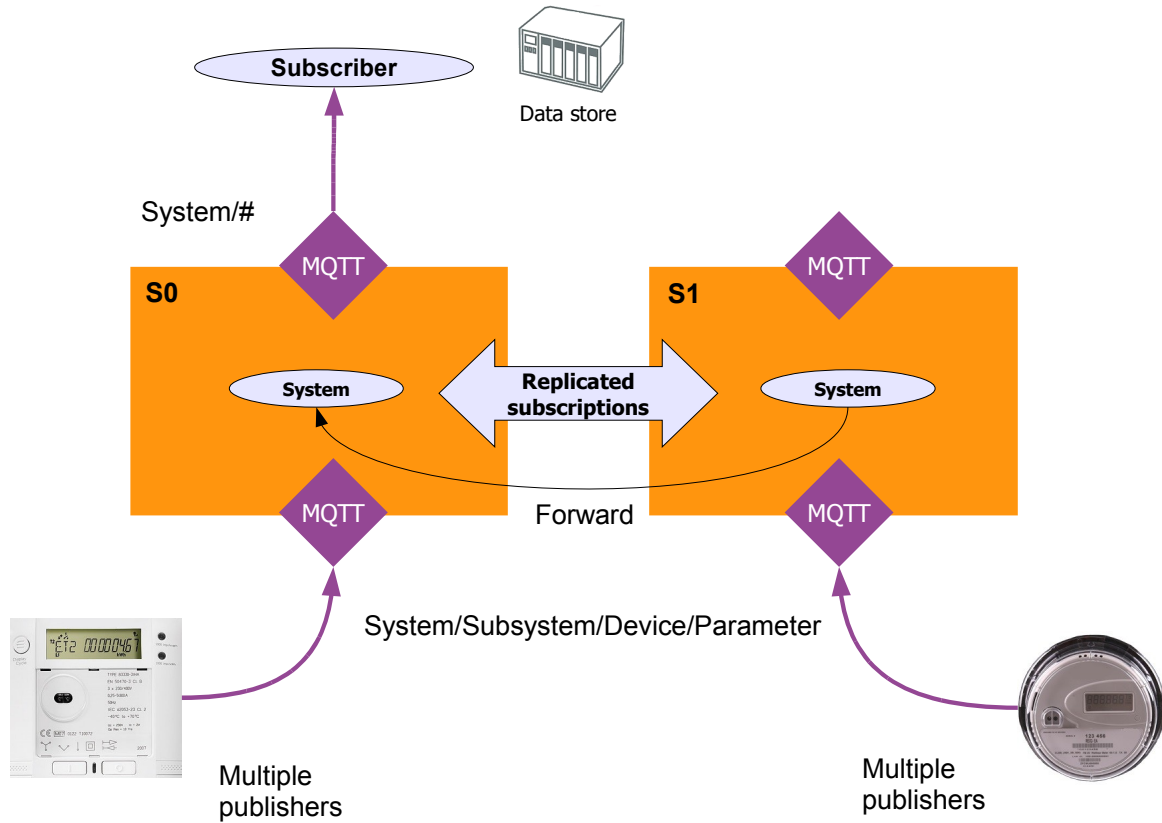 Subscriber
Data store
System/#
MQTT
MQTT
S0
S1
System
Replicated
subscriptions
System
Forward
MQTT
MQTT
System/Subsystem/Device/Parameter
Multiple
publishers
Multiple
publishers